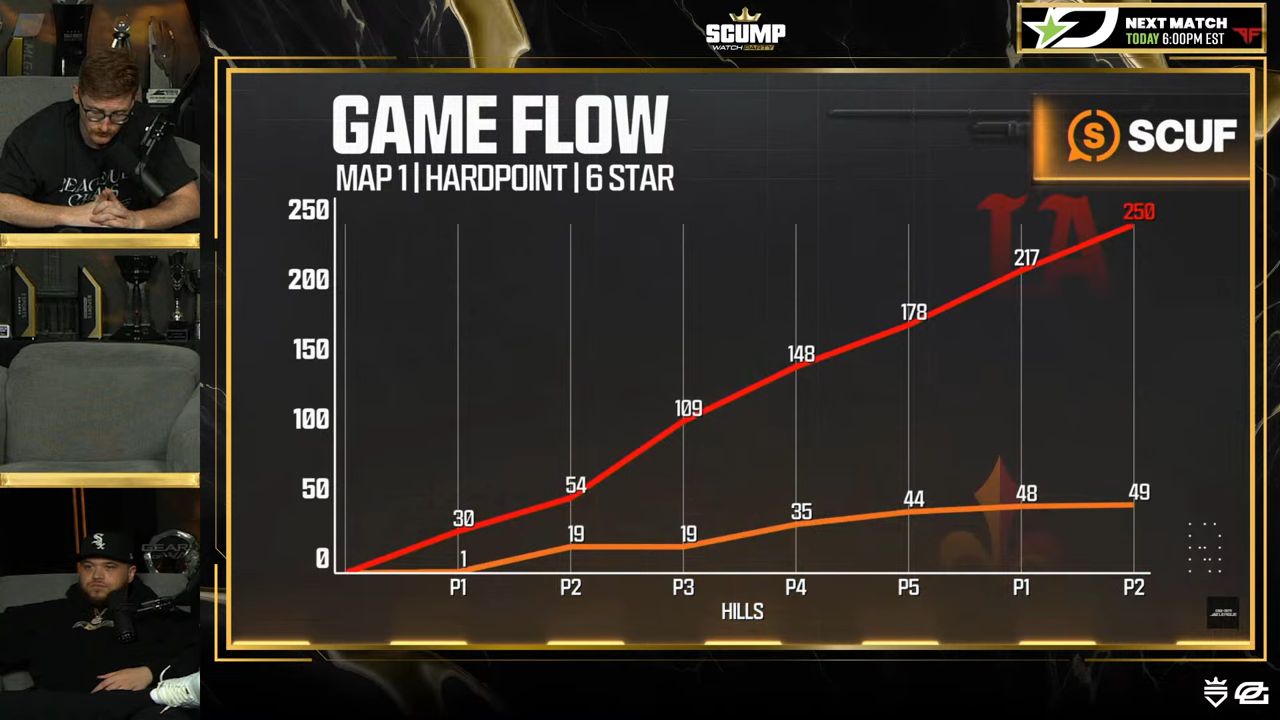 SCUMP
WATCH PARTY
NEXT MATCH
TODAY 6:00PM EST
GAME FLOW
MAP 1 | HARDPOINT | 6 STAR
S SCUF
LA
250
200
150
100
50
0
30
54
109
148
178
217
250
1
19
19
35
44
48
49
P1
P2
P3
P4
P5
P1
P2
HILLS